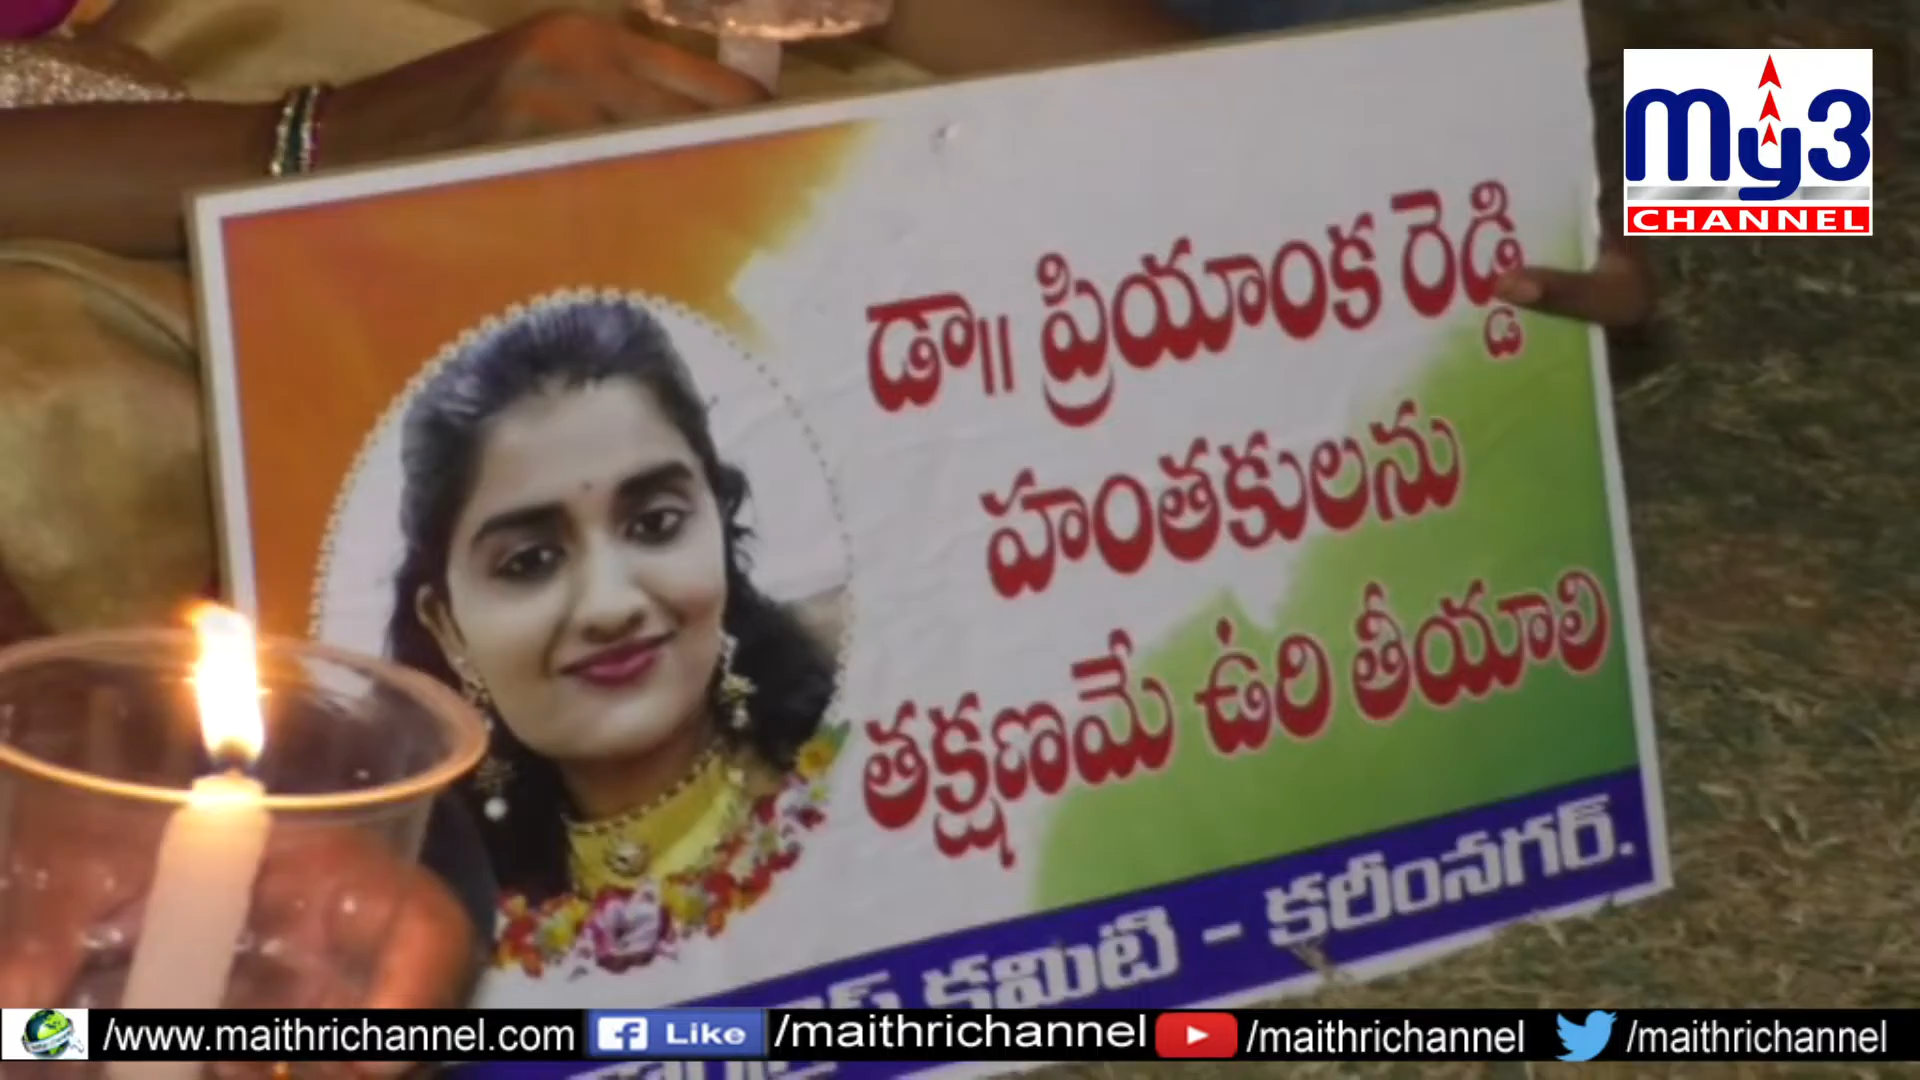 my3
CHANNEL
డా|| ప్రియాంక రెడ్డి
హంతకులను
తక్షణమే ఉరి తీయాలి
కమిటి - కరీంనగర్.
/www.maithrichannel.com f Like /maithrichannel /maithrichannel /maithrichannel